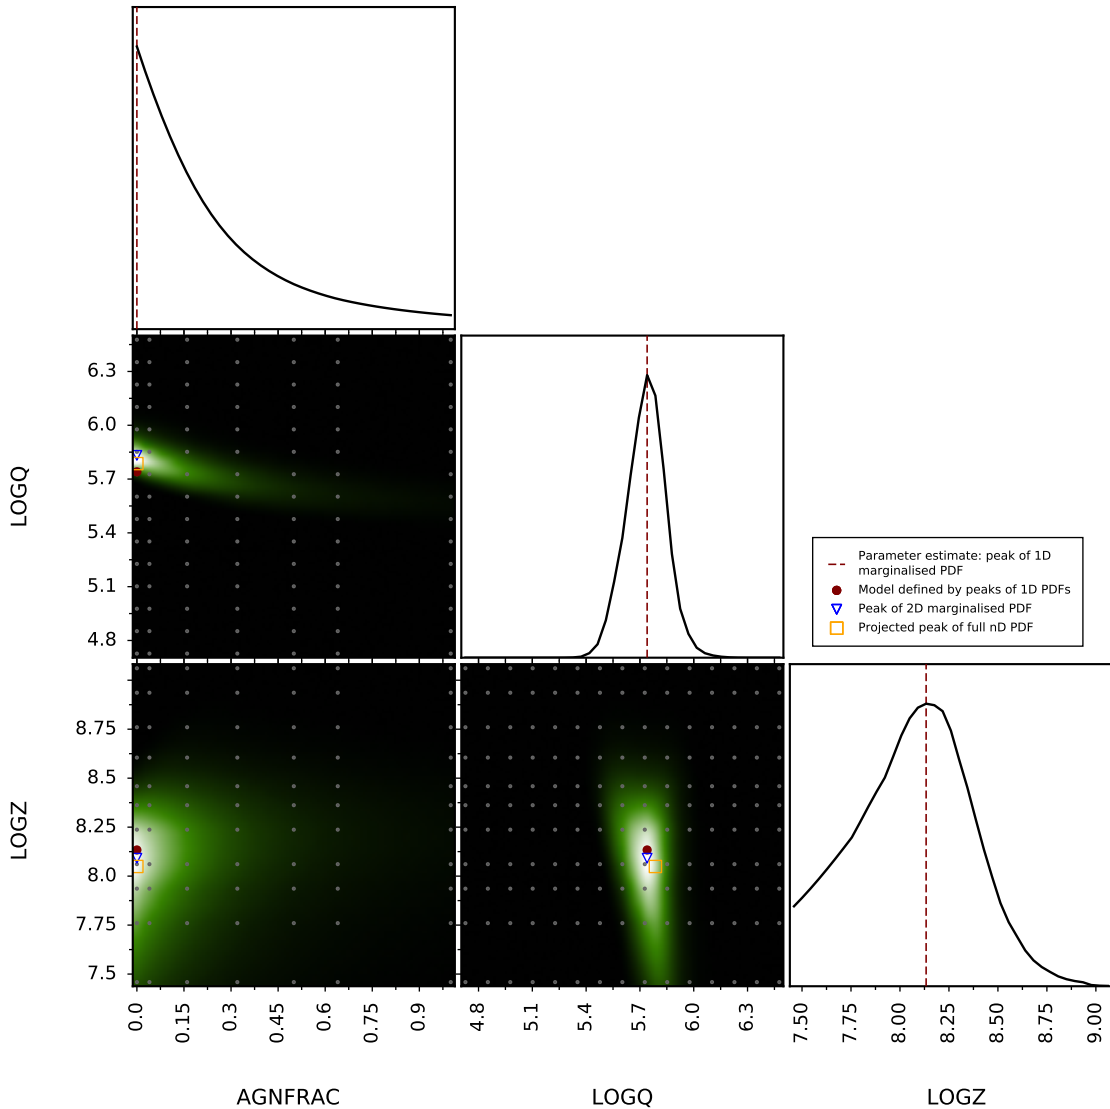 6.3
6.0
5.7
5.4
5.1
4.8
LOGQ
Parameter estimate: peak of 1D
marginalised PDF
Model defined by peaks of 1D PDFs
Peak of 2D marginalised PDF
Projected peak of full nD PDF
8.75
8.5
8.25
8.0
7.75
7.5
LOGZ
0.0 0.15 0.3 0.45 0.6 0.75 0.9
4.8 5.1 5.4 5.7 6.0 6.3
7.50 7.75 8.00 8.25 8.50 8.75 9.00
AGNFRAC LOGQ LOGZ